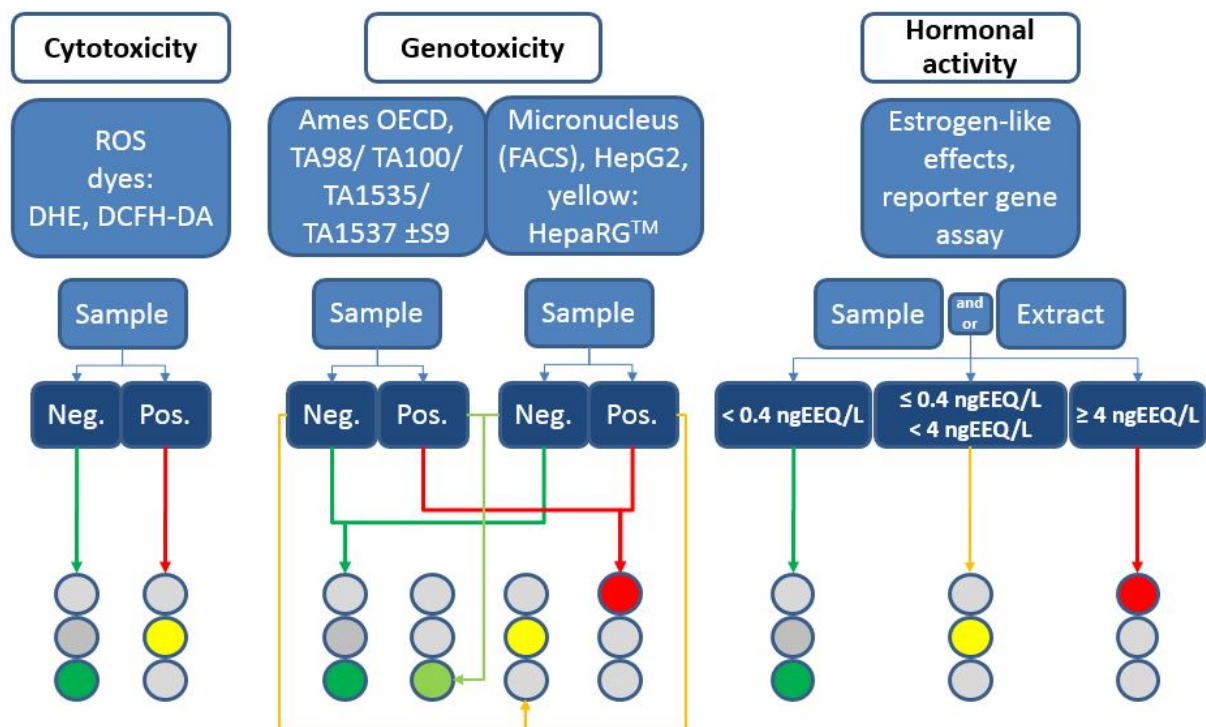 Cytotoxicity
Genotoxicity
Hormonal
activity
ROS
dyes:
DHE, DCFH-DA
Ames OECD,
TA98/ TA100/
TA1535/
TA1537 ±S9
Micronucleus
(FACS), HepG2,
yellow:
HepaRG™
Estrogen-like
effects,
reporter gene
assay
Sample
Sample
Sample
Sample
and
or
Extract
Neg.
Pos.
Neg.
Pos.
Neg.
Pos.
< 0.4 ngEEQ/L
≤ 0.4 ngEEQ/L
< 4 ngEEQ/L
≥ 4 ngEEQ/L